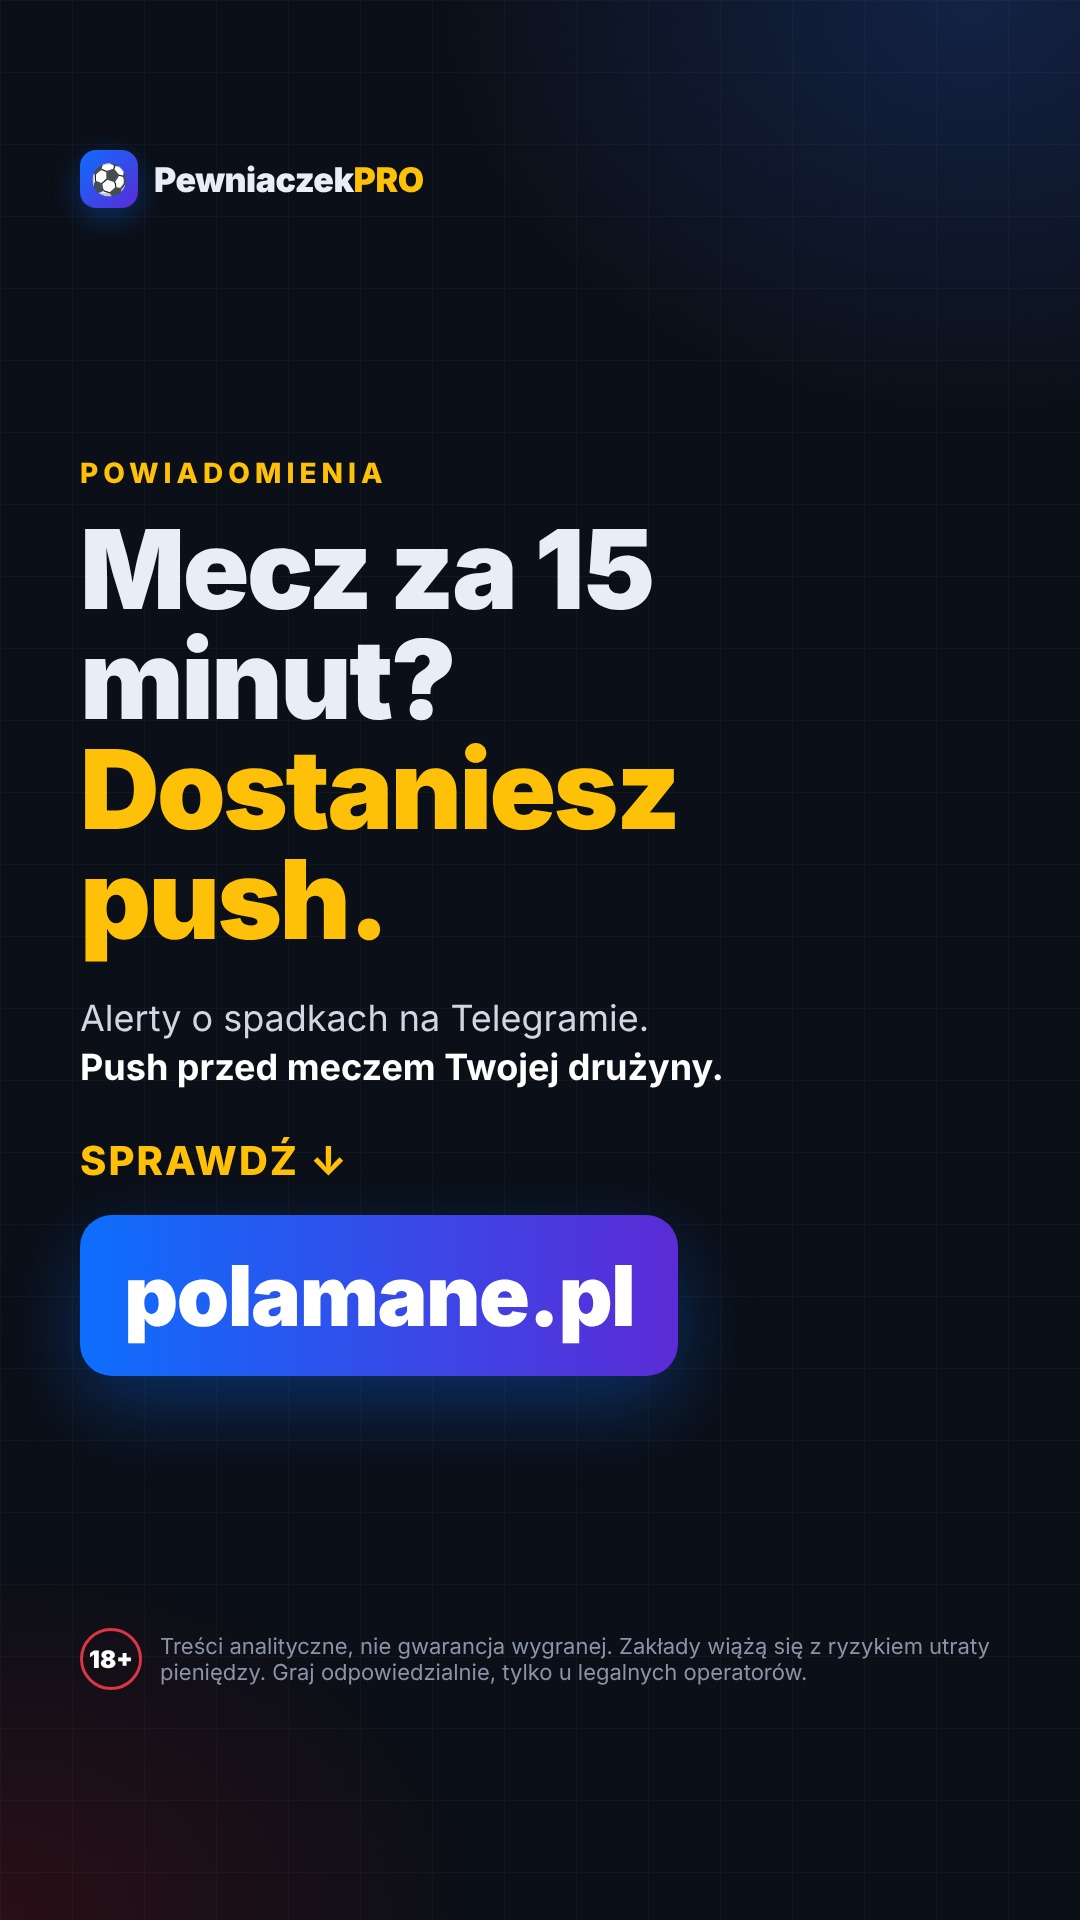 PewniaczekPRO
POWIADOMIENIA
Mecz za 15
minut?
Dostaniesz
push.
Alerty o spadkach na Telegramie.
Push przed meczem Twojej drużyny.
SPRAWDŹ ↓
polamane.pl
18+
Treści analityczne, nie gwarancja wygranej. Zakłady wiążą się z ryzykiem utraty
pieniędzy. Graj odpowiedzialnie, tylko u legalnych operatorów.